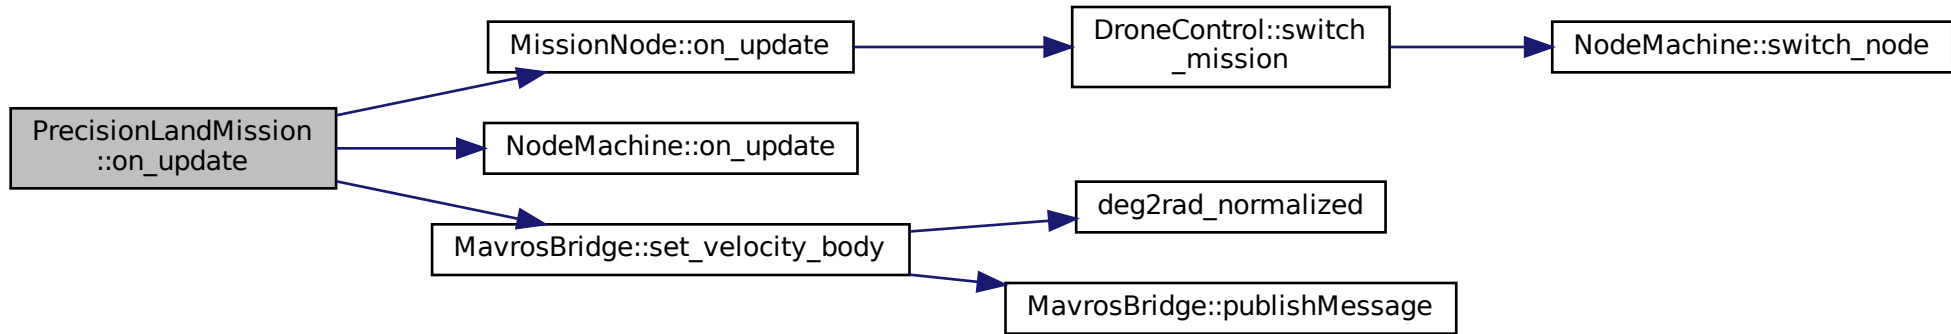 PrecisionLandMission
::on_update
MissionNode::on_update
DroneControl::switch
_mission
NodeMachine::switch_node
NodeMachine::on_update
MavrosBridge::set_velocity_body
deg2rad_normalized
MavrosBridge::publishMessage